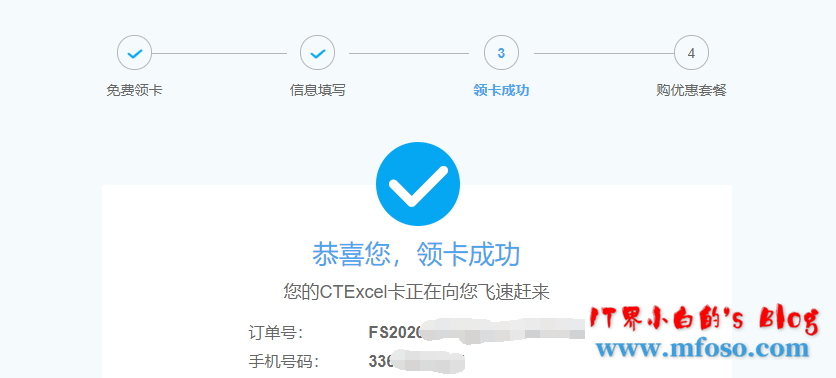 3
4
免费领卡
信息填写
领卡成功
购优惠套餐
恭喜您，领卡成功
您的CTExcel卡正在向您飞速赶来
订单号：
FS2020
手机号码：
336
IT界小白的's Blog
www.mfoso.com